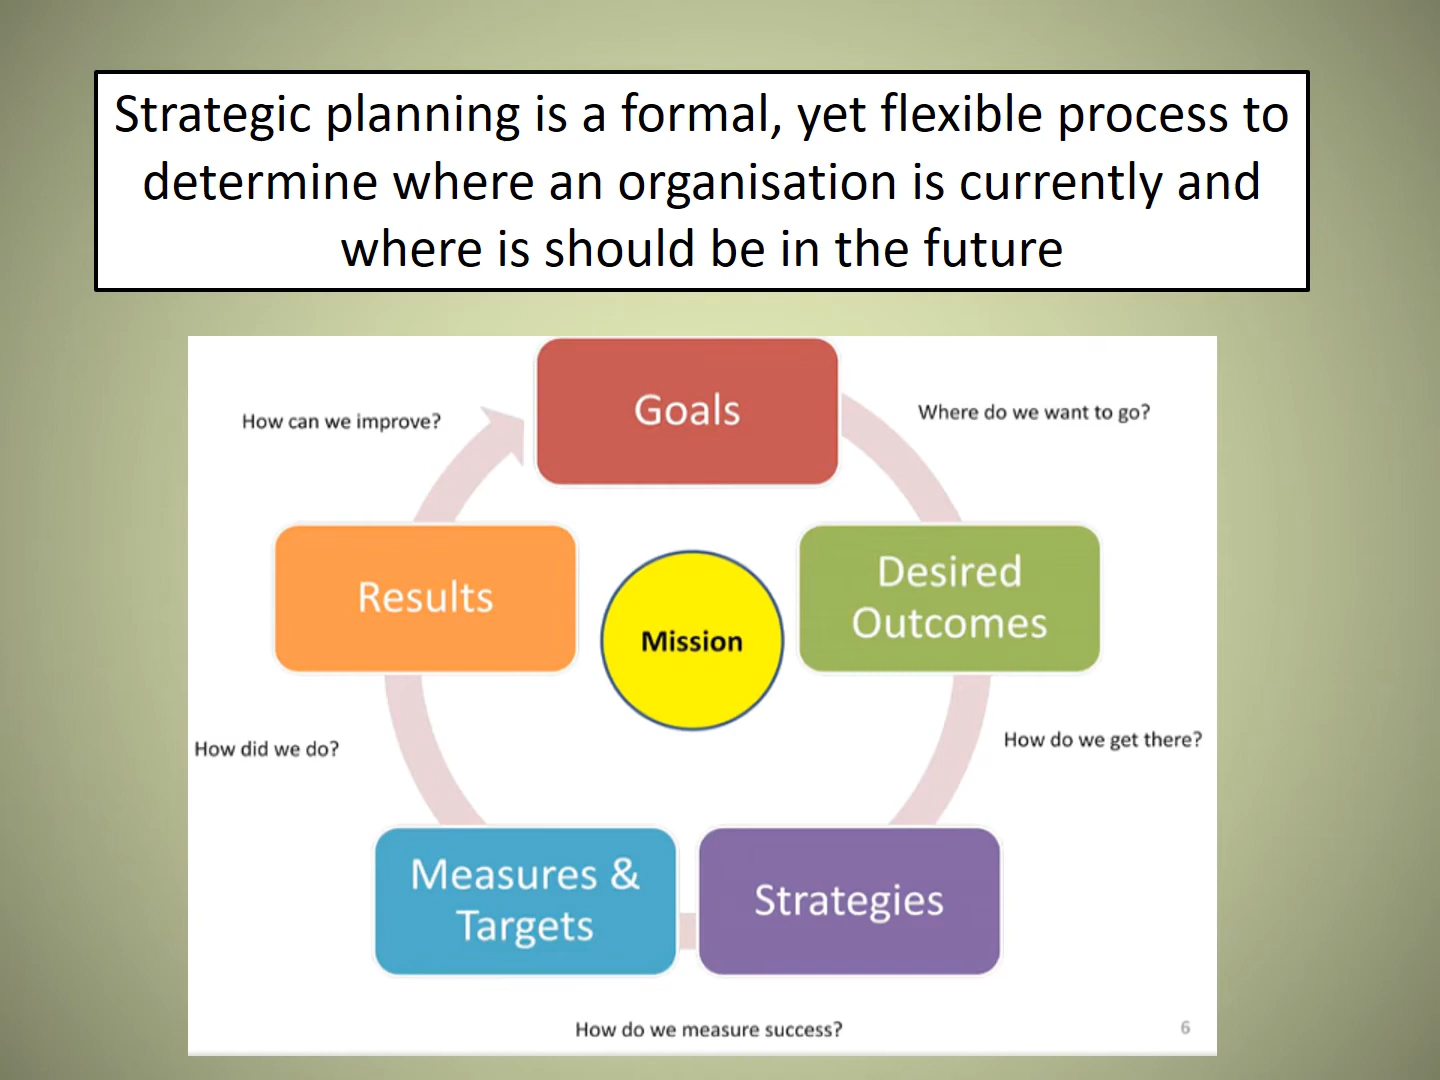 Strategic planning is a formal, yet flexible process to
determine where an organisation is currently and
where is should be in the future
Goals
How can we improve?
Where do we want to go?
Results
Mission
Desired
Outcomes
How did we do?
How do we get there?
Measures &
Targets
Strategies
How do we measure success?
6